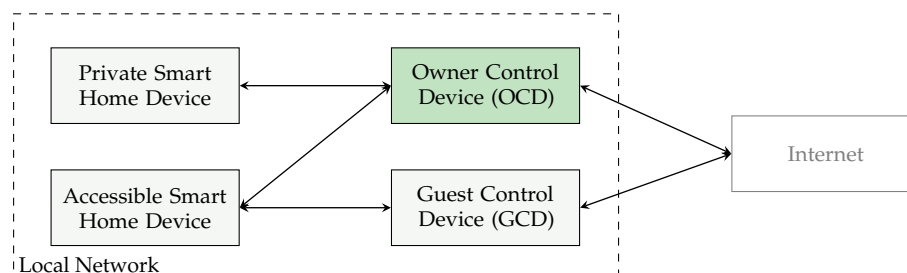 Private Smart
Home Device
Owner Control
Device (OCD)
Internet
Accessible Smart
Home Device
Guest Control
Device (GCD)
Local Network